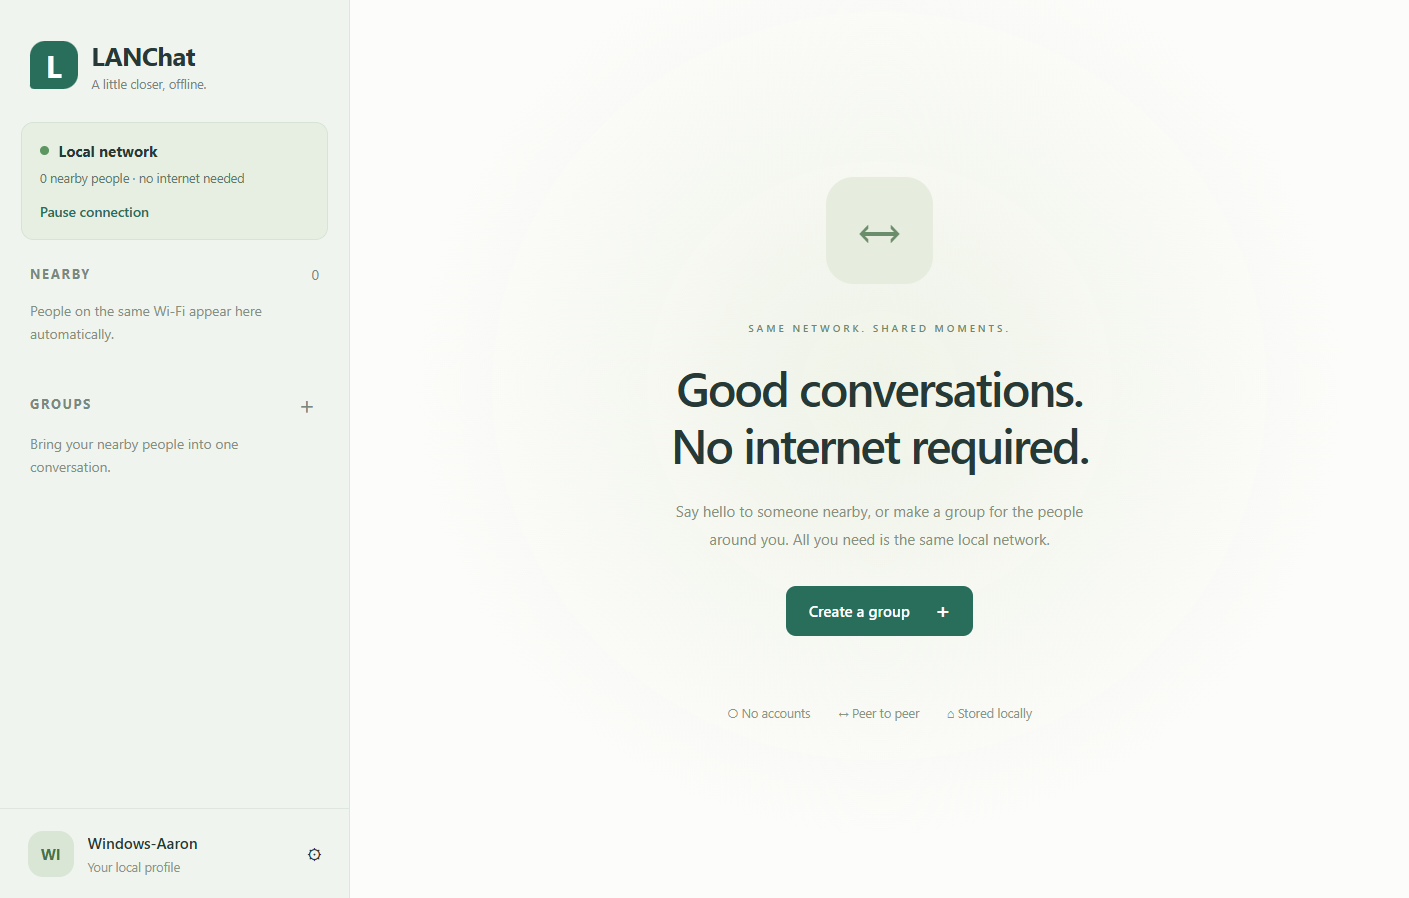 L
LANChat
A little closer, offline.
Local network
0 nearby people · no internet needed
Pause connection
NEARBY
0
People on the same Wi-Fi appear here
automatically.
GROUPS
+
Bring your nearby people into one
conversation.
WI
Windows-Aaron
Your local profile
SAME NETWORK. SHARED MOMENTS.
Good conversations.
No internet required.
Say hello to someone nearby, or make a group for the people
around you. All you need is the same local network.
Create a group +
○ No accounts
↔ Peer to peer
⌂ Stored locally